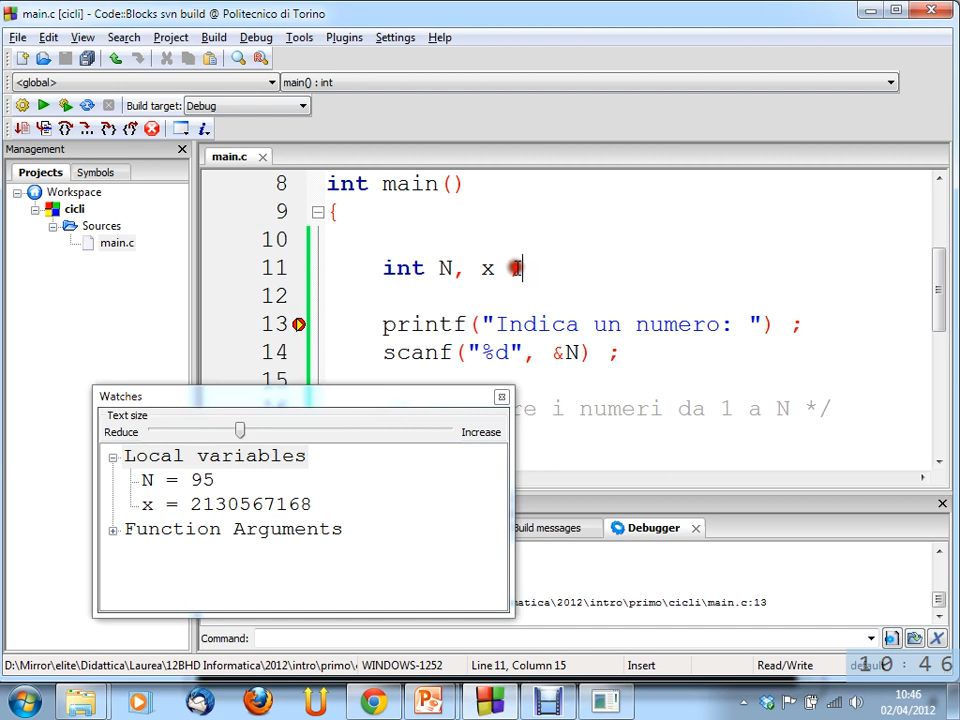 main.c [cicli] - Code::Blocks svn build @ Politecnico di Torino
File Edit View Search Project Build Debug Tools Plugins Settings Help
<global> main() : int
Build target: Debug
Management
Projects Symbols
Workspace
cicli
Sources
main.c
main.c
8 int main()
9 {
10
11 int N, x
12
13 printf("Indica un numero: ") ;
14 scanf("%d", &N) ;
15
re i numeri da 1 a N */
Watches
Text size
Reduce Increase
Local variables
N = 95
x = 2130567168
Function Arguments
Build messages Debugger
matica\2012\intro\primo\cicli\main.c:13
Command:
D:\Mirror\elite\Didattica\Laurea\12BHD Informatica\2012\intro\primo\ci WINDOWS-1252 Line 11, Column 15 Insert Read/Write
10:46
10:46
02/04/2012